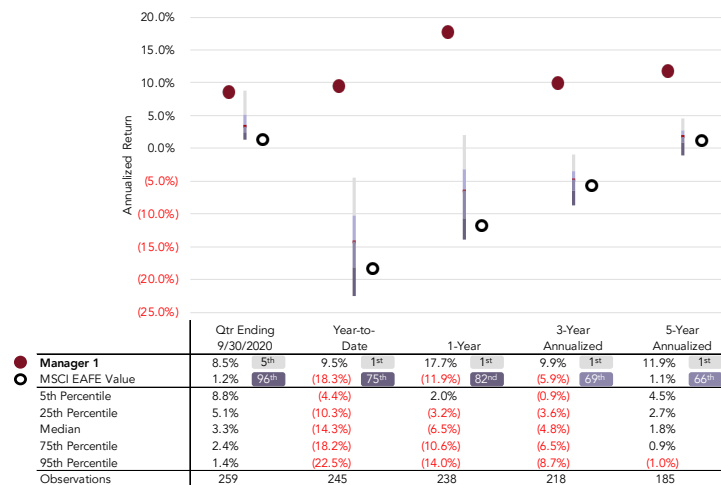 20.0%
15.0%
10.0%
5.0%
0.0%
(5.0%)
(10.0%)
(15.0%)
(20.0%)
(25.0%)
Annualized Return
Qtr Ending Year-to- 3-Year 5-Year
9/30/2020 Date 1-Year Annualized Annualized
Manager 1 8.5% 5th 9.5% 1st 17.7% 1st 9.9% 1st 11.9% 1st
MSCI EAFE Value 1.2% 96th (18.3%) 75th (11.9%) 82nd (5.9%) 69th 1.1% 66th
5th Percentile 8.8% (4.4%) 2.0% (0.9%) 4.5%
25th Percentile 5.1% (10.3%) (3.2%) (3.6%) 2.7%
Median 3.3% (14.3%) (6.5%) (4.8%) 1.8%
75th Percentile 2.4% (18.2%) (10.6%) (6.5%) 0.9%
95th Percentile 1.4% (22.5%) (14.0%) (8.7%) (1.0%)
Observations 259 245 238 218 185